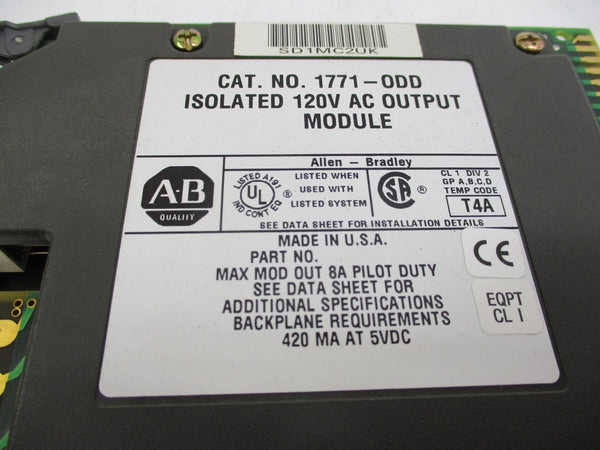 SD1MC2UK
CAT. NO. 1771-ODD
ISOLATED 120V AC OUTPUT
MODULE
Allen - Bradley
A-B
QUALITY
LISTED A191
UL
IND CONT EQ
®
LISTED WHEN
USED WITH
LISTED SYSTEM
SA
®
CL 1 DIV 2
GP A,B,C,D
TEMP CODE
T4A
SEE DATA SHEET FOR INSTALLATION DETAILS
MADE IN U.S.A.
PART NO.
MAX MOD OUT 8A PILOT DUTY
SEE DATA SHEET FOR
ADDITIONAL SPECIFICATIONS
BACKPLANE REQUIREMENTS
420 MA AT 5VDC
CE
EQPT
CL I